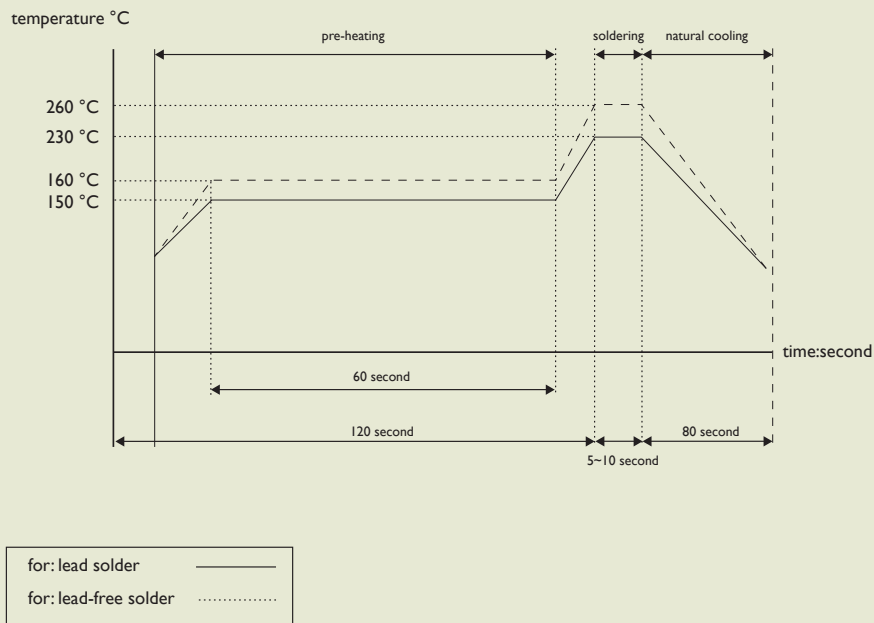 temperature °C
pre-heating
soldering
natural cooling
260 °C
230 °C
160 °C
150 °C
time:second
60 second
120 second
80 second
5~10 second
for: lead solder
for: lead-free solder